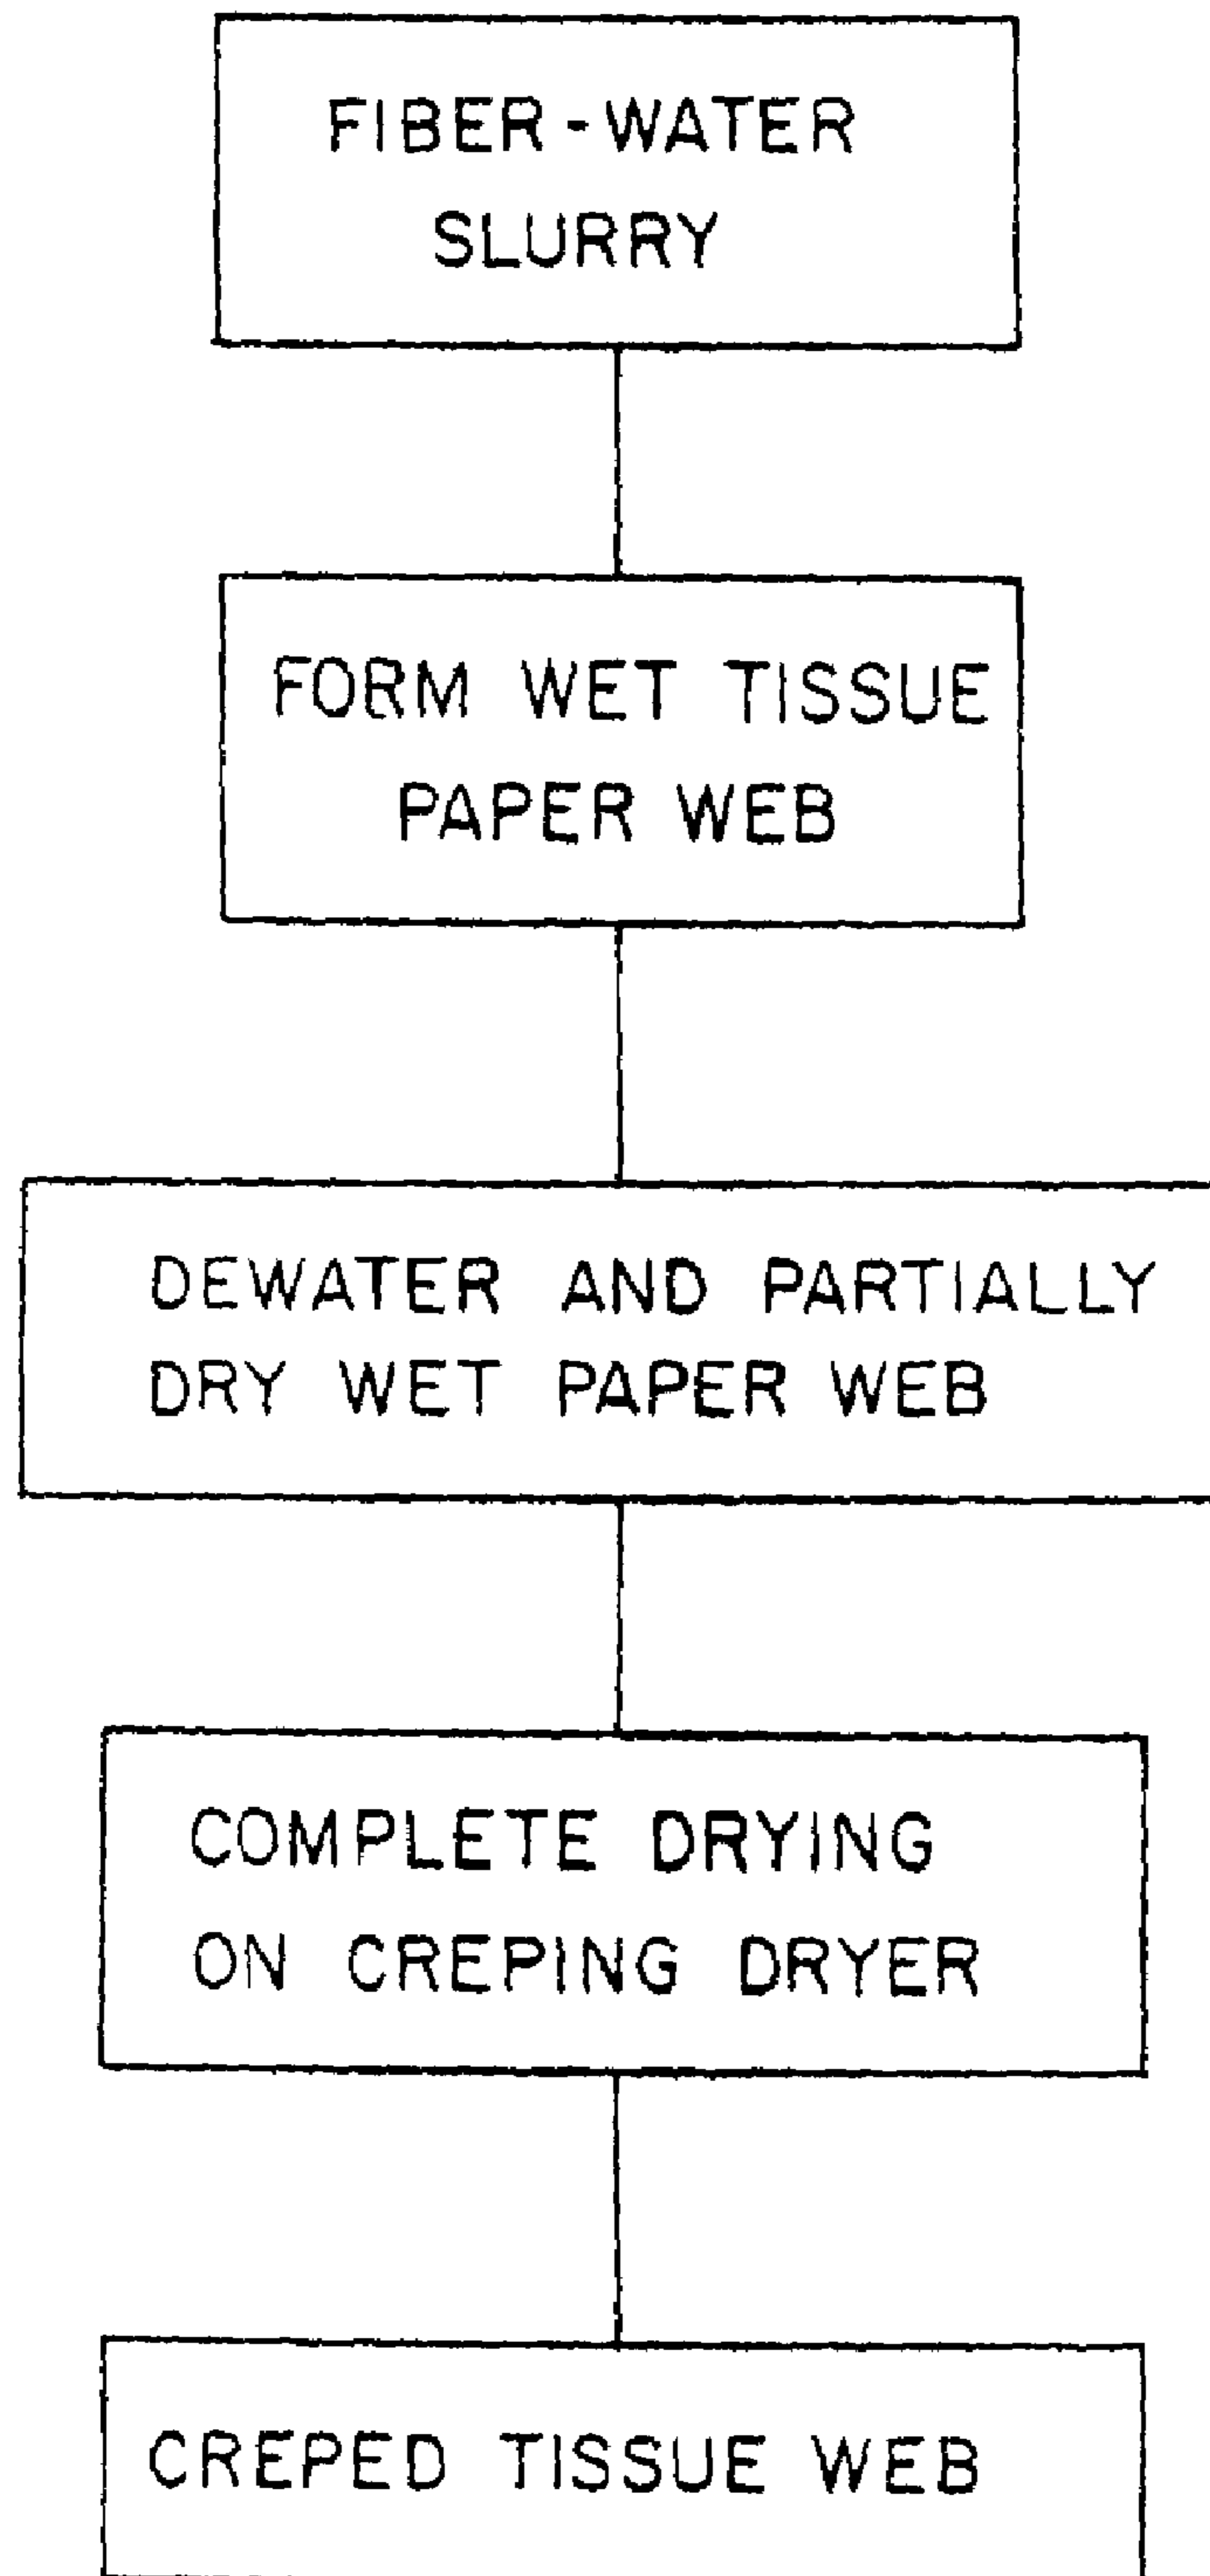 FIBER-WATER
SLURRY
FORM WET TISSUE
PAPER WEB
DEWATER AND PARTIALLY
DRY WET PAPER WEB
COMPLETE DRYING
ON CREPING DRYER
CREPED TISSUE WEB